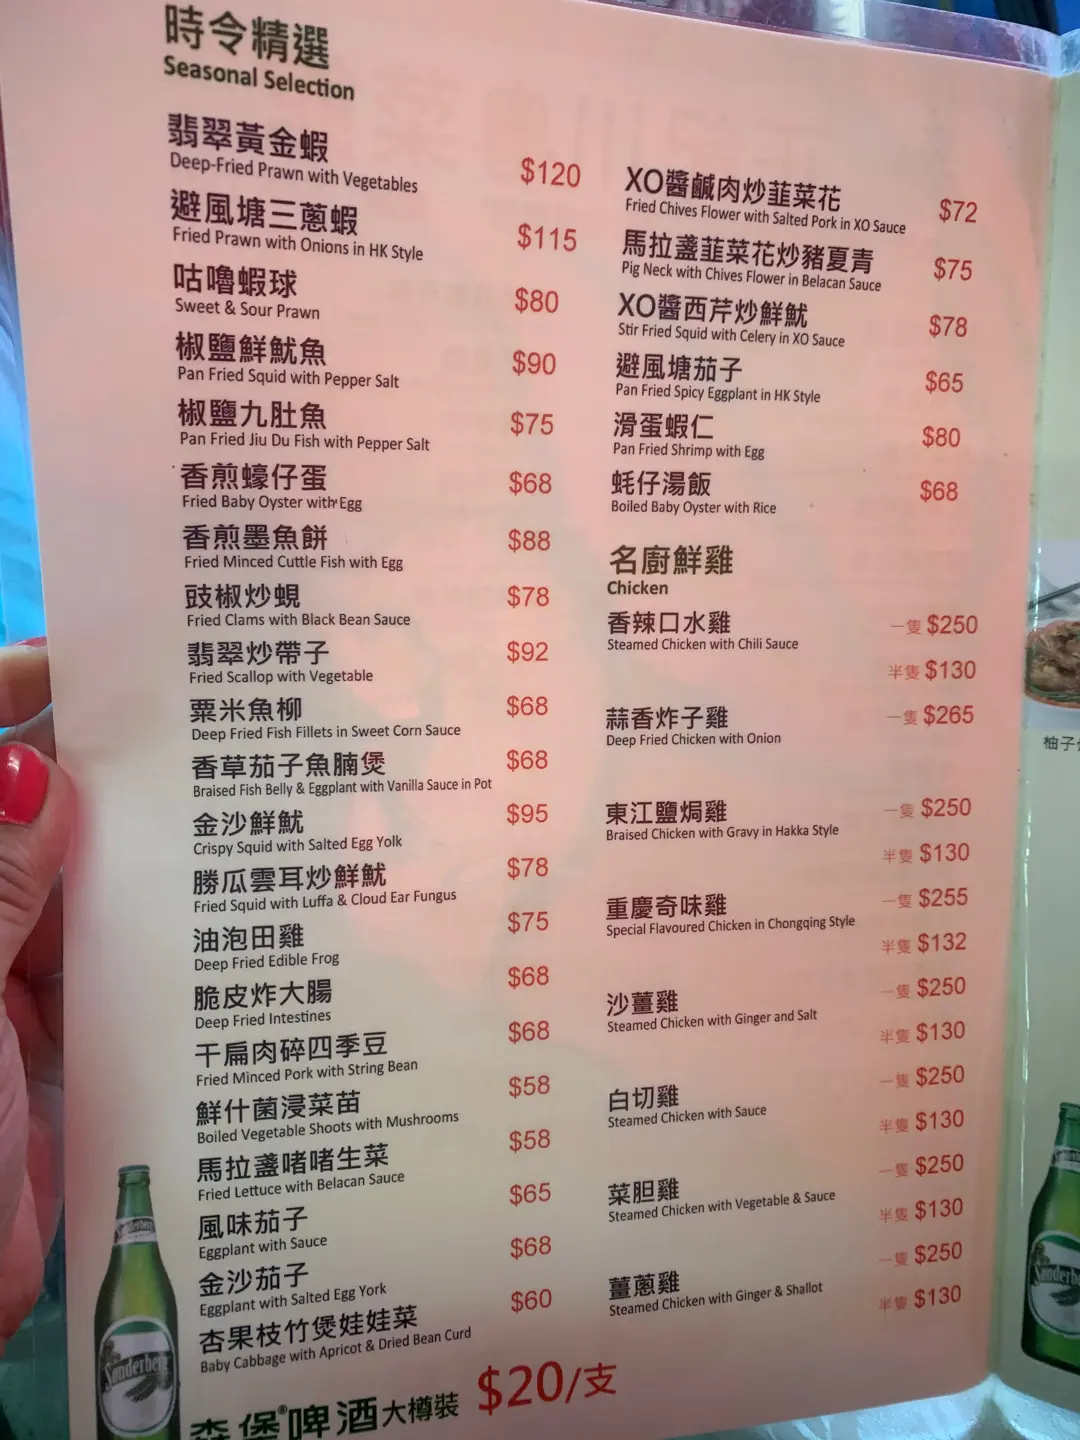 時令精選
Seasonal Selection
翡翠黃金蝦 $120
Deep-Fried Prawn with Vegetables
避風塘三蔥蝦 $115
Fried Prawn with Onions in HK Style
咕嚕蝦球 $80
Sweet & Sour Prawn
椒鹽鮮魷魚 $90
Pan Fried Squid with Pepper Salt
椒鹽九肚魚 $75
Pan Fried Jiu Du Fish with Pepper Salt
香煎蠔仔蛋 $68
Fried Baby Oyster with Egg
香煎墨魚餅 $88
Fried Minced Cuttle Fish with Egg
豉椒炒蜆 $78
Fried Clams with Black Bean Sauce
翡翠炒帶子 $92
Fried Scallop with Vegetable
粟米魚柳 $68
Deep Fried Fish Fillets in Sweet Corn Sauce
香草茄子魚腩煲 $68
Braised Fish Belly & Eggplant with Vanilla Sauce in Pot
金沙鮮魷 $95
Crispy Squid with Salted Egg Yolk
勝瓜雲耳炒鮮魷 $78
Fried Squid with Luffa & Cloud Ear Fungus
油泡田雞 $75
Deep Fried Edible Frog
脆皮炸大腸 $68
Deep Fried Intestines
干扁肉碎四季豆 $68
Fried Minced Pork with String Bean
鮮什菌浸菜苗 $58
Boiled Vegetable Shoots with Mushrooms
馬拉盞啫啫生菜 $58
Fried Lettuce with Belacan Sauce
風味茄子 $65
Eggplant with Sauce
金沙茄子 $68
Eggplant with Salted Egg York
杏果枝竹煲娃娃菜 $60
Baby Cabbage with Apricot & Dried Bean Curd
XO醬鹹肉炒韮菜花 $72
Fried Chives Flower with Salted Pork in XO Sauce
馬拉盞韮菜花炒豬夏青 $75
Pig Neck with Chives Flower in Belacan Sauce
XO醬西芹炒鮮魷 $78
Stir Fried Squid with Celery in XO Sauce
避風塘茄子 $65
Pan Fried Spicy Eggplant in HK Style
滑蛋蝦仁 $80
Pan Fried Shrimp with Egg
蚝仔湯飯 $68
Boiled Baby Oyster with Rice
名廚鮮雞
Chicken
香辣口水雞 一隻 $250
Steamed Chicken with Chili Sauce
半隻 $130
蒜香炸子雞 一隻 $265
Deep Fried Chicken with Onion
東江鹽焗雞 一隻 $250
Braised Chicken with Gravy in Hakka Style
半隻 $130
重慶奇味雞 一隻 $255
Special Flavoured Chicken in Chongqing Style
半隻 $132
沙薑雞 一隻 $250
Steamed Chicken with Ginger and Salt
半隻 $130
白切雞 一隻 $250
Steamed Chicken with Sauce
半隻 $130
菜胆雞 一隻 $250
Steamed Chicken with Vegetable & Sauce
半隻 $130
薑蔥雞 一隻 $250
Steamed Chicken with Ginger & Shallot
半隻 $130
Sonderberg
森堡®啤酒大樽裝 $20/支
柚子